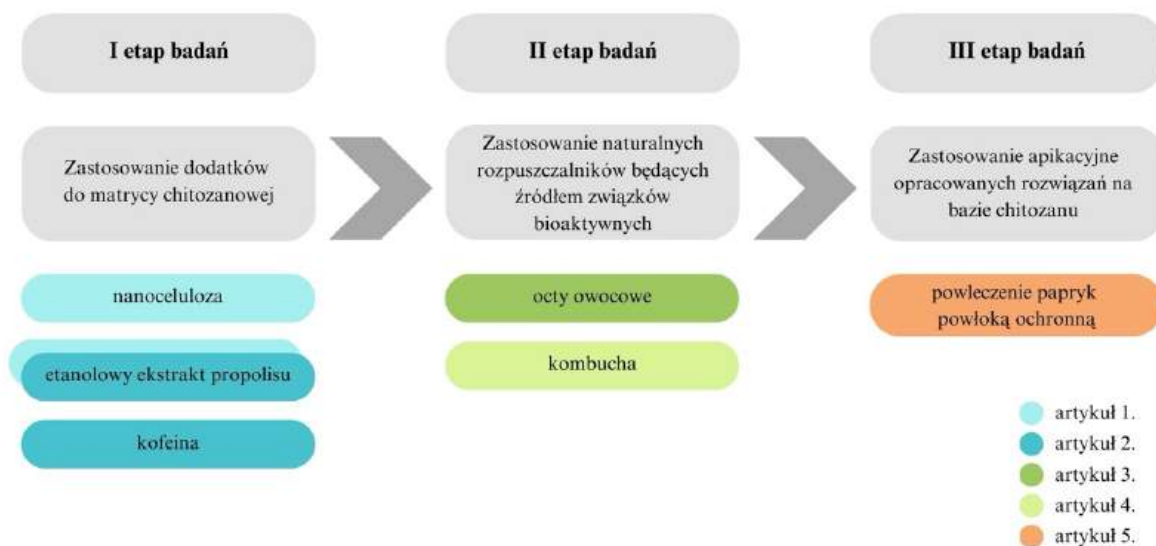 I etap badań
II etap badań
III etap badań
Zastosowanie dodatków
do matrycy chitozanowej
Zastosowanie naturalnych
rozpuszczalników będących
źródłem związków
bioaktywnych
Zastosowanie apikacyjne
opracowanych rozwiązań na
bazie chitozanu
nanoceluloza
etanolowy ekstrakt propolisu
kofeina
octy owocowe
kombucha
powleczenie papryk
powłoką ochronną
artykuł 1.
artykuł 2.
artykuł 3.
artykuł 4.
artykuł 5.